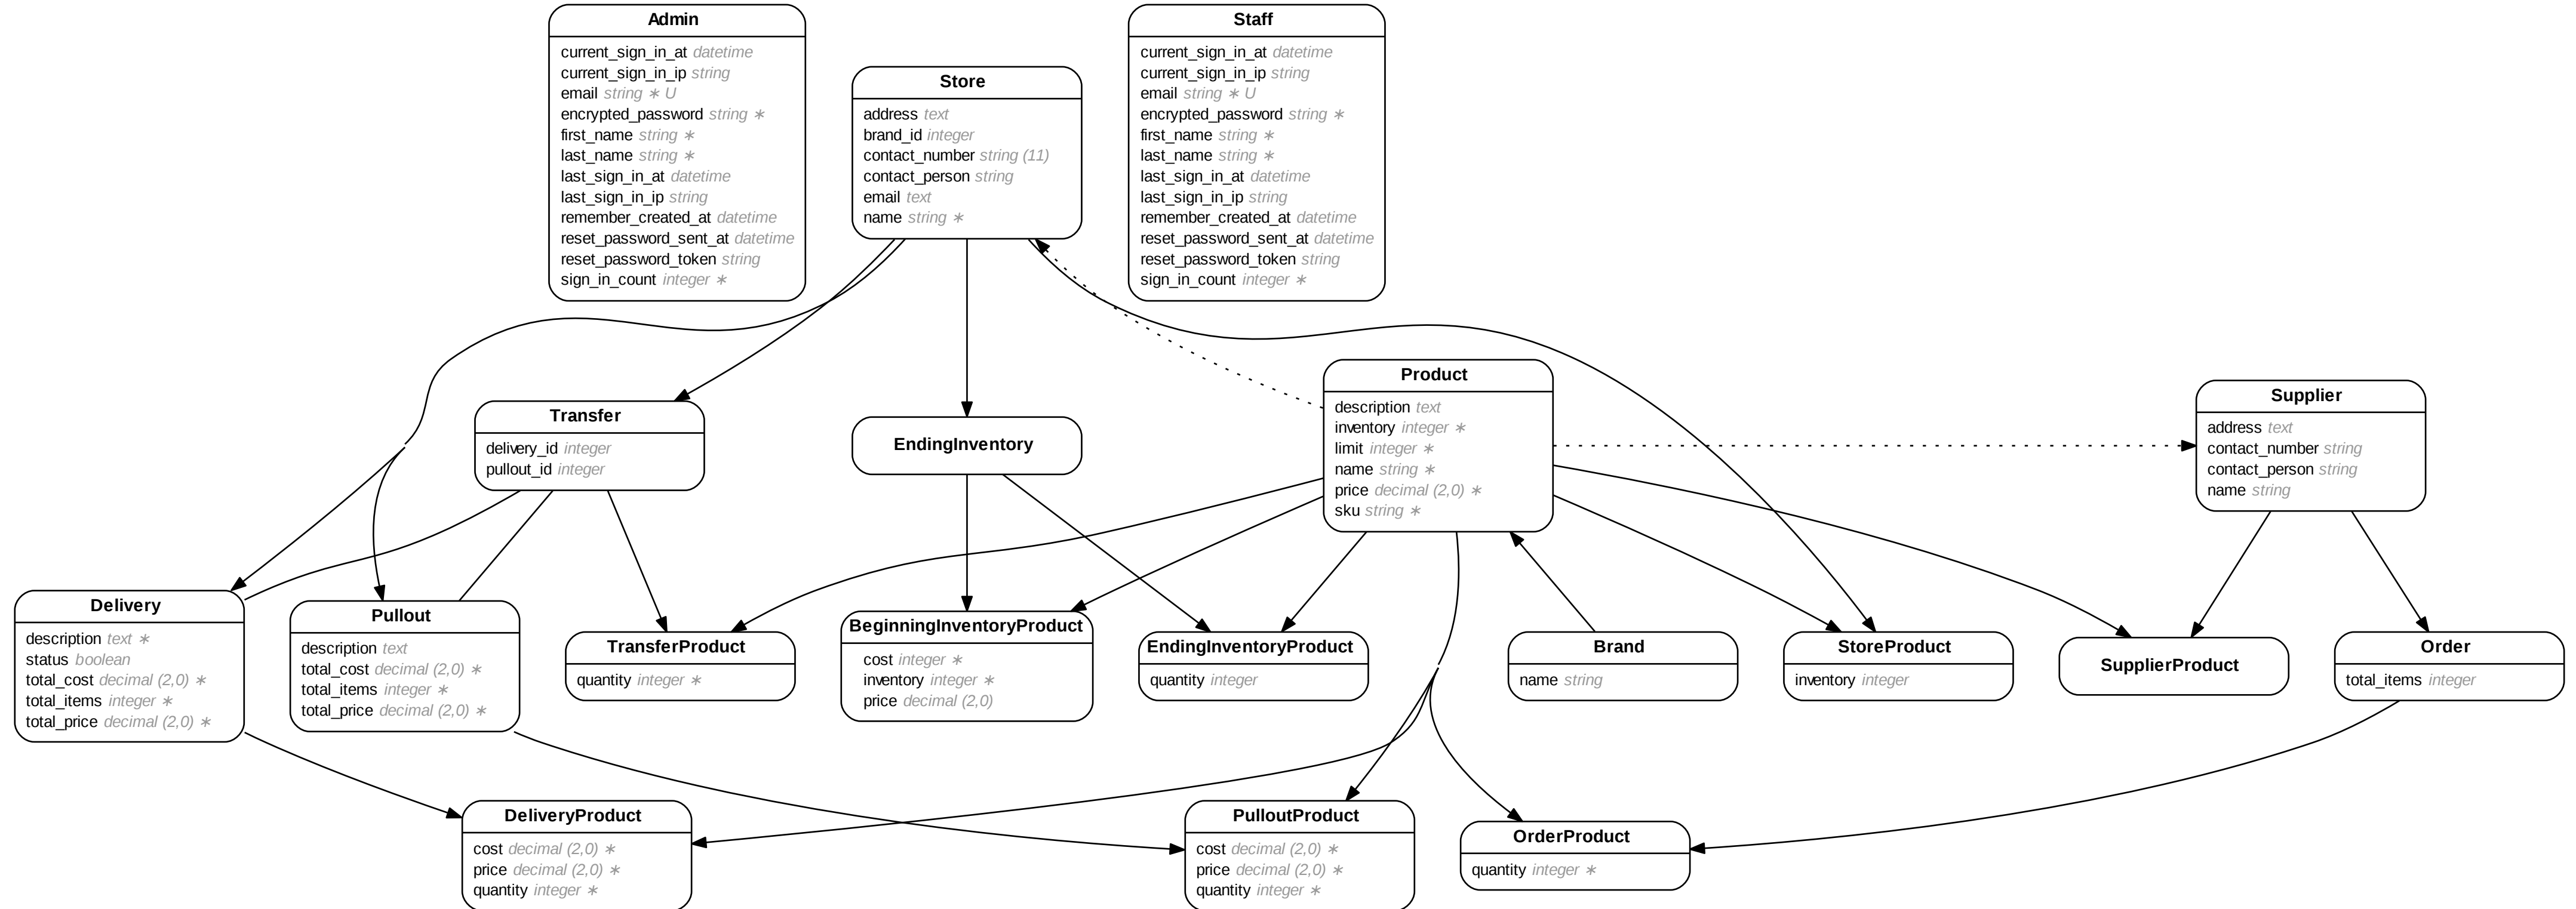 Admin
current_sign_in_at datetime
current_sign_in_ip string
email string ∗ U
encrypted_password string ∗
first_name string ∗
last_name string ∗
last_sign_in_at datetime
last_sign_in_ip string
remember_created_at datetime
reset_password_sent_at datetime
reset_password_token string
sign_in_count integer ∗
Store
address text
brand_id integer
contact_number string (11)
contact_person string
email text
name string ∗
Staff
current_sign_in_at datetime
current_sign_in_ip string
email string ∗ U
encrypted_password string ∗
first_name string ∗
last_name string ∗
last_sign_in_at datetime
last_sign_in_ip string
remember_created_at datetime
reset_password_sent_at datetime
reset_password_token string
sign_in_count integer ∗
Transfer
delivery_id integer
pullout_id integer
EndingInventory
Product
description text
inventory integer ∗
limit integer ∗
name string ∗
price decimal (2,0) ∗
sku string ∗
Supplier
address text
contact_number string
contact_person string
name string
Delivery
description text ∗
status boolean
total_cost decimal (2,0) ∗
total_items integer ∗
total_price decimal (2,0) ∗
Pullout
description text
total_cost decimal (2,0) ∗
total_items integer ∗
total_price decimal (2,0) ∗
TransferProduct
quantity integer ∗
BeginningInventoryProduct
cost integer ∗
inventory integer ∗
price decimal (2,0)
EndingInventoryProduct
quantity integer
Brand
name string
StoreProduct
inventory integer
SupplierProduct
Order
total_items integer
DeliveryProduct
cost decimal (2,0) ∗
price decimal (2,0) ∗
quantity integer ∗
PulloutProduct
cost decimal (2,0) ∗
price decimal (2,0) ∗
quantity integer ∗
OrderProduct
quantity integer ∗